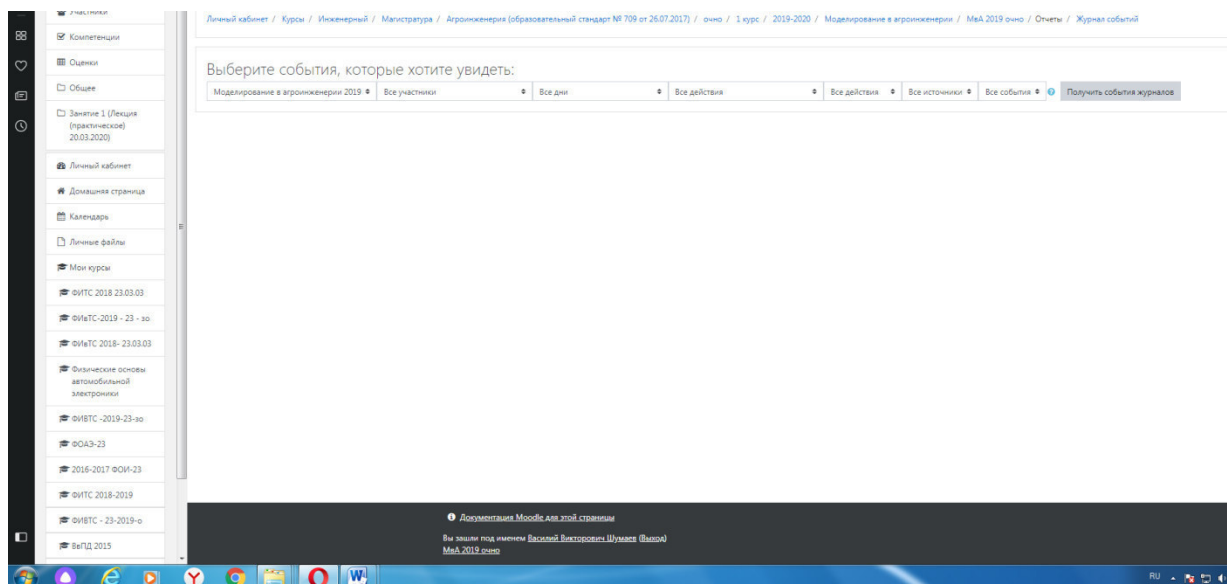 Участники
Компетенции
Оценки
Общее
Занятие 1 (Лекция
(практическое)
20.03.2020)
Личный кабинет
Домашняя страница
Календарь
Личные файлы
Мои курсы
ФИТС 2018 23.03.03
ФИвТС-2019 - 23 - зо
ФИвТС 2018- 23.03.03
Физические основы
автомобильной
электроники
ФИВТС -2019-23-зо
ФОАЭ-23
2016-2017 ФОИ-23
ФИТС 2018-2019
ФИВТС - 23-2019-о
ВвПД 2015
Личный кабинет / Курсы / Инженерный / Магистратура / Агроинженерия (образовательный стандарт № 709 от 26.07.2017) / очно / 1 курс / 2019-2020 / Моделирование в агроинженерии / МвА 2019 очно / Отчеты / Журнал событий
Выберите события, которые хотите увидеть:
Моделирование в агроинженерии 2019 Все участники Все дни Все действия Все действия Все источники Все события Получить события журналов
Документация Moodle для этой страницы
Вы зашли под именем Василий Викторович Шумаев (Выход)
МвА 2019 очно
RU